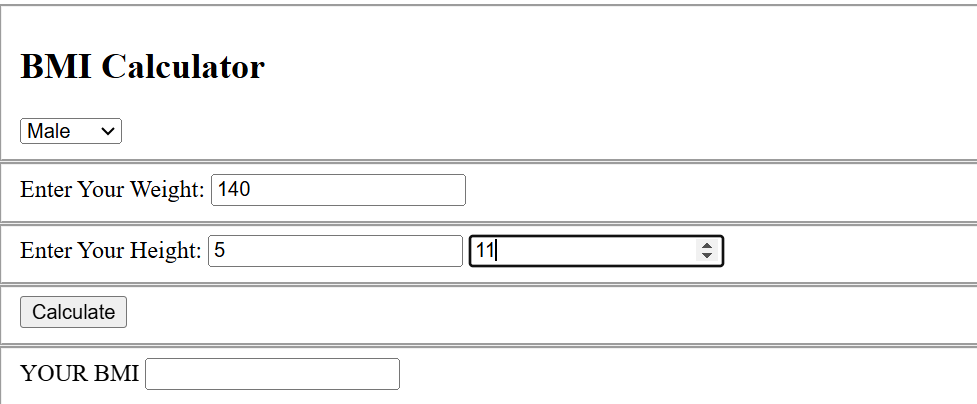 BMI Calculator
Male
Enter Your Weight: 140
Enter Your Height: 5 11
Calculate
YOUR BMI